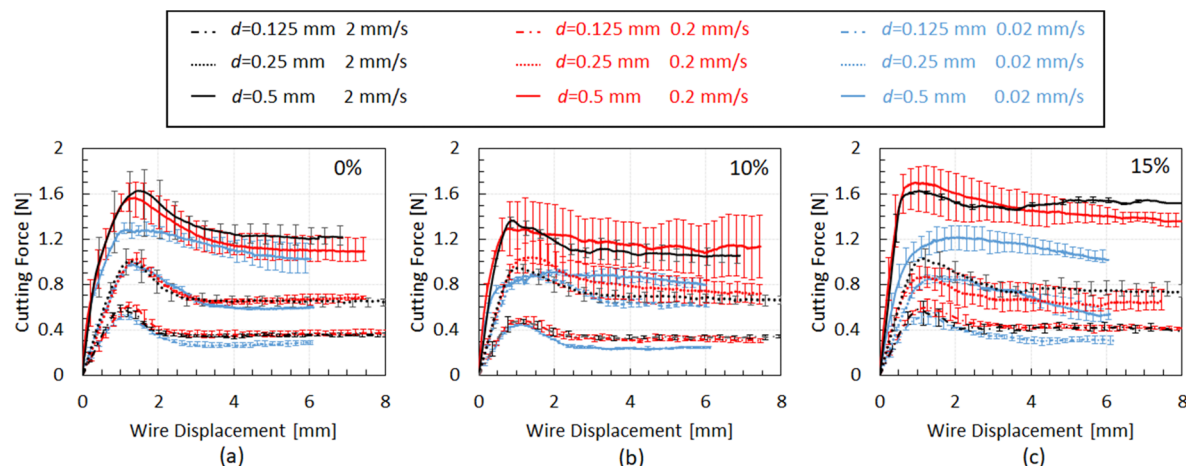 d=0.125 mm 2 mm/s d=0.125 mm 0.2 mm/s d=0.125 mm 0.02 mm/s
d=0.25 mm 2 mm/s d=0.25 mm 0.2 mm/s d=0.25 mm 0.02 mm/s
d=0.5 mm 2 mm/s d=0.5 mm 0.2 mm/s d=0.5 mm 0.02 mm/s
Cutting Force [N]
2
1.6
1.2
0.8
0.4
0
0%
0 2 4 6 8
Wire Displacement [mm]
(a)
Cutting Force [N]
2
1.6
1.2
0.8
0.4
0
10%
0 2 4 6 8
Wire Displacement [mm]
(b)
Cutting Force [N]
2
1.6
1.2
0.8
0.4
0
15%
0 2 4 6 8
Wire Displacement [mm]
(c)